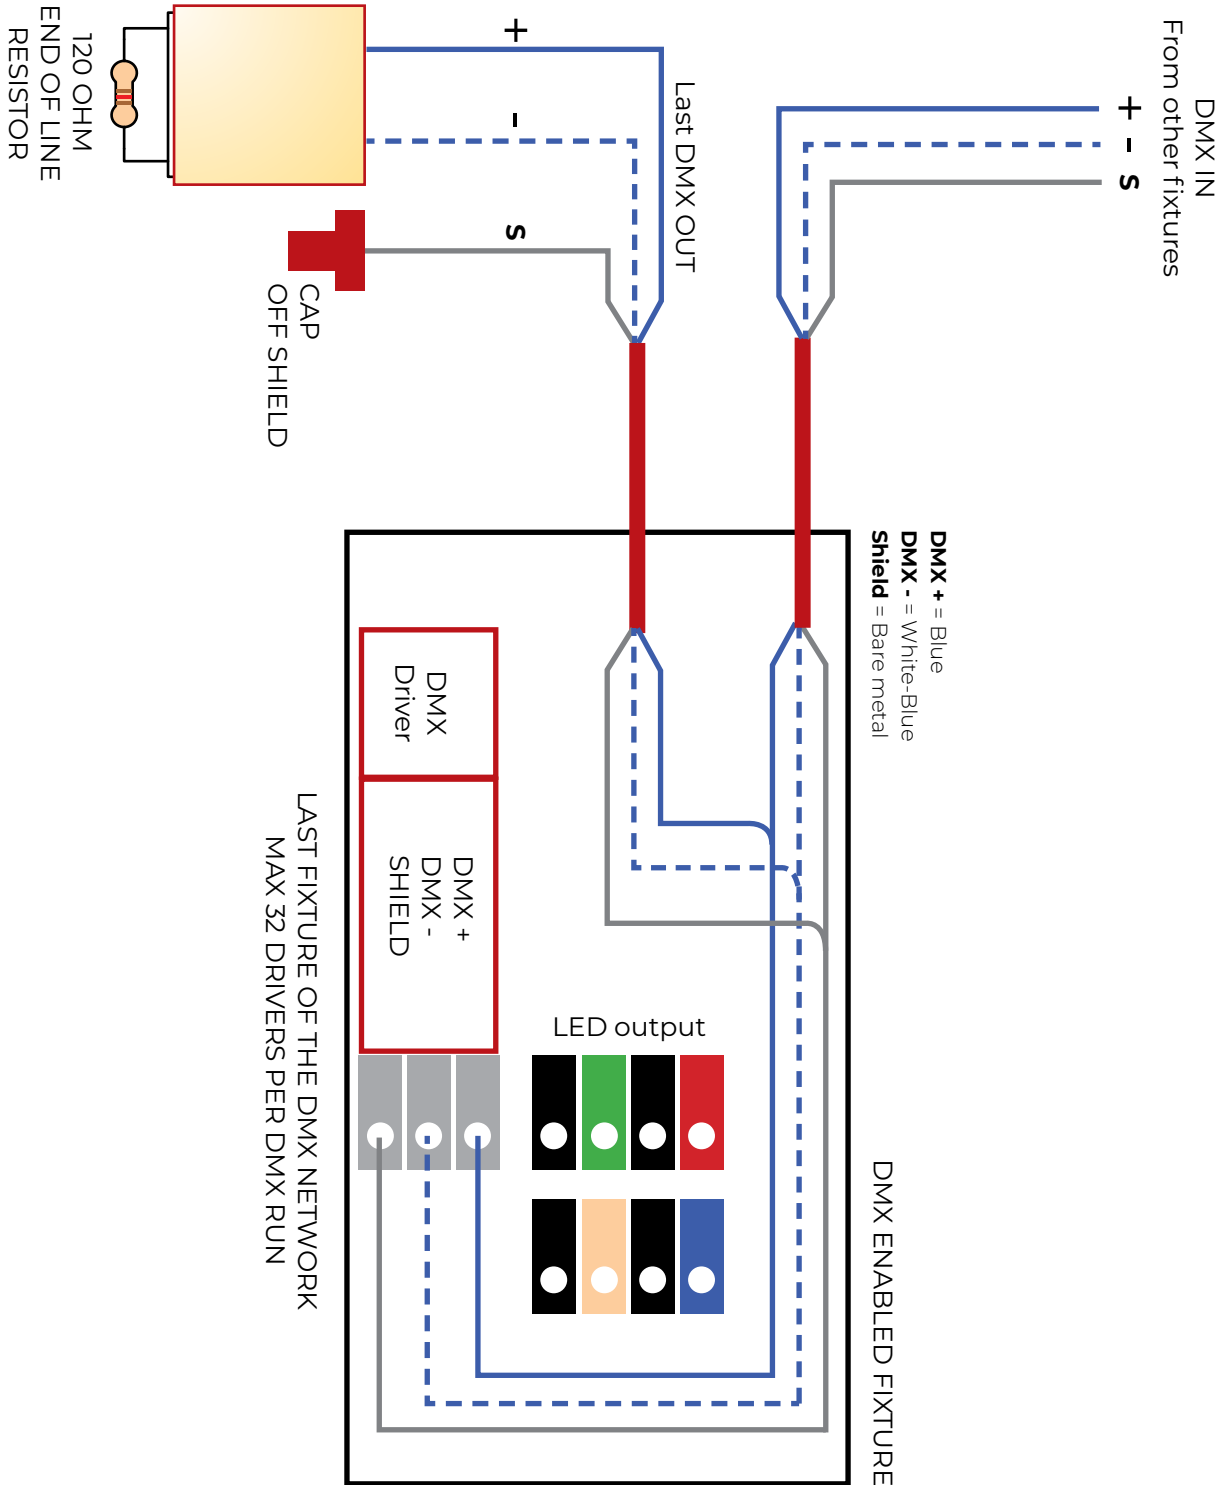 DMX IN
From other fixtures
+
-
s
Last DMX OUT
+
-
s
120 OHM
END OF LINE
RESISTOR
CAP
OFF SHIELD
DMX + = Blue
DMX - = White-Blue
Shield = Bare metal
DMX
Driver
DMX +
DMX -
SHIELD
LED output
DMX ENABLED FIXTURE
LAST FIXTURE OF THE DMX NETWORK
MAX 32 DRIVERS PER DMX RUN